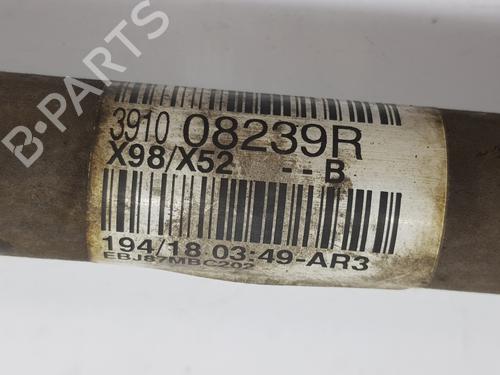 3910 08239R
X98/X52 - - B
194/18 03:49-AR3
EBJ87MBC202
B-PARTS